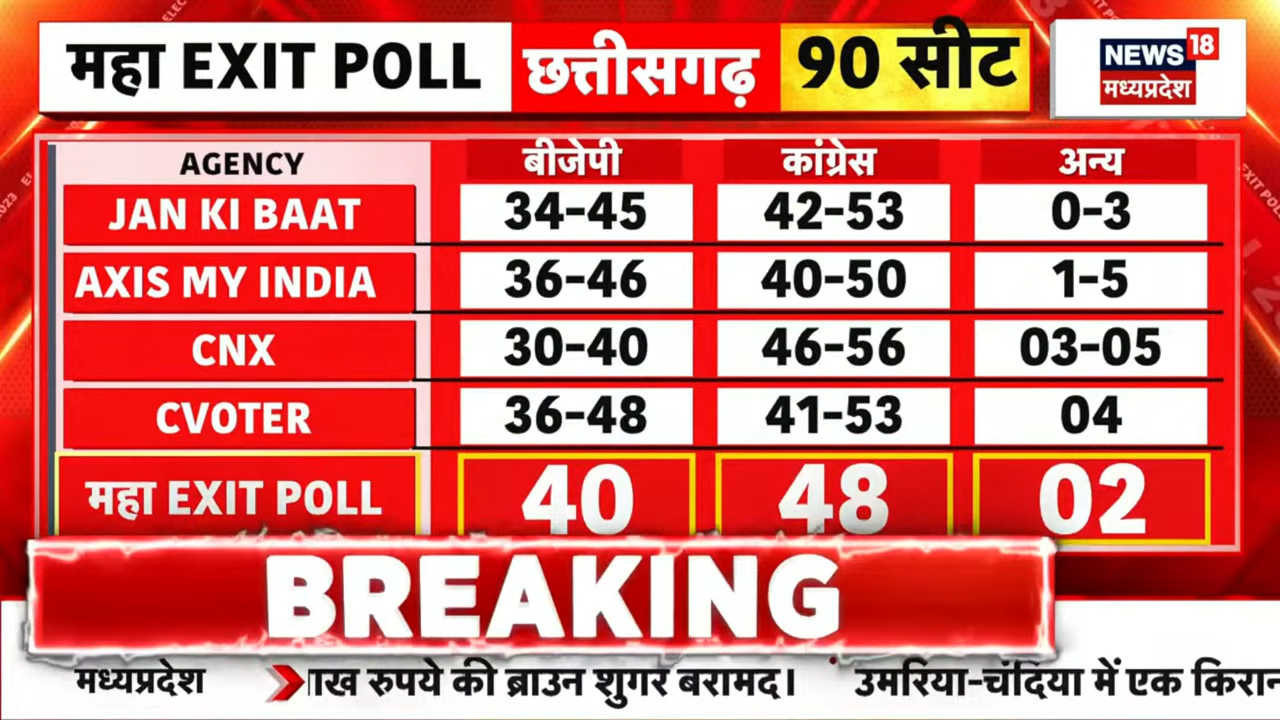 महा EXIT POLL छत्तीसगढ़ 90 सीट NEWS 18
मध्यप्रदेश
AGENCY बीजेपी कांग्रेस अन्य
JAN KI BAAT 34-45 42-53 0-3
AXIS MY INDIA 36-46 40-50 1-5
CNX 30-40 46-56 03-05
CVOTER 36-48 41-53 04
महा EXIT POLL 40 48 02
BREAKING
मध्यप्रदेश रुपये की ब्राउन शुगर बरामद। उमरिया-चंदिया में एक